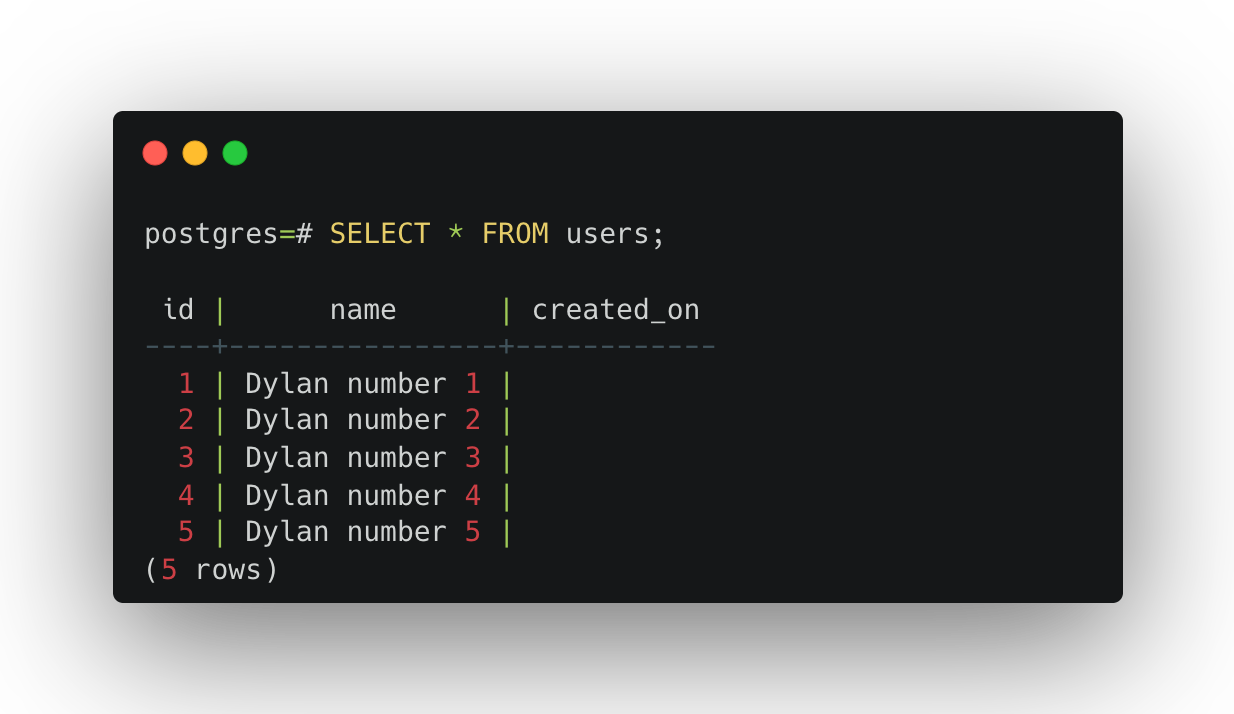 postgres=# SELECT * FROM users;
 id |      name      | created_on
----+----------------+------------
  1 | Dylan number 1 |
  2 | Dylan number 2 |
  3 | Dylan number 3 |
  4 | Dylan number 4 |
  5 | Dylan number 5 |
(5 rows)